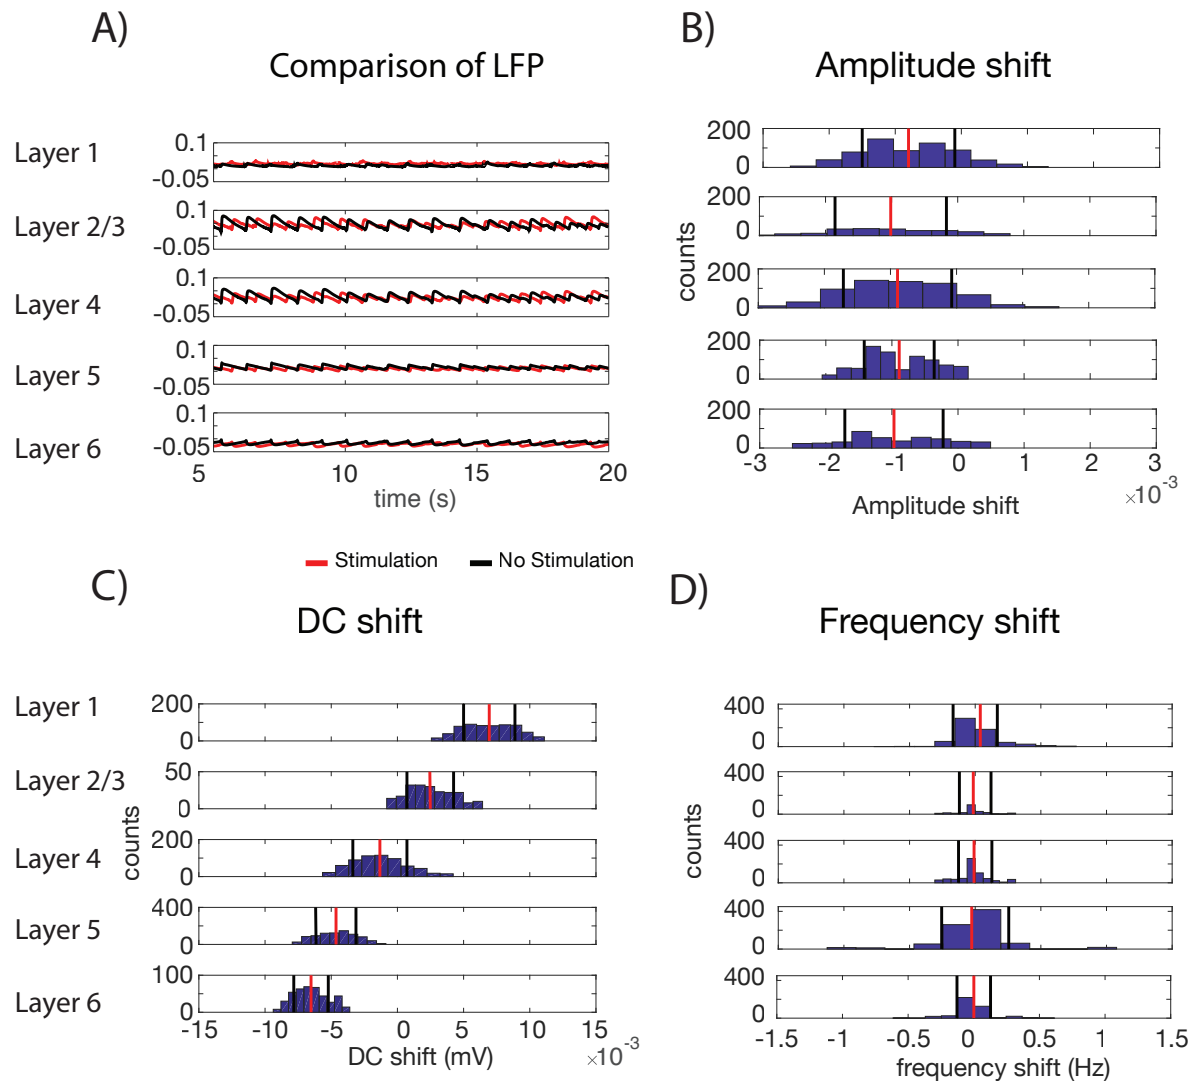 A)
Comparison of LFP
Layer 1
0.1
-0.05
Layer 2/3
0.1
-0.05
Layer 4
0.1
-0.05
Layer 5
0.1
-0.05
Layer 6
0.1
-0.05
5 10 15 20
time (s)
B)
Amplitude shift
counts
200
0
200
0
200
0
200
0
200
0
-3 -2 -1 0 1 2 3
×10⁻³
Amplitude shift
Stimulation No Stimulation
C)
DC shift
counts
Layer 1
200
0
Layer 2/3
50
0
Layer 4
200
0
Layer 5
400
0
Layer 6
100
0
-15 -10 -5 0 5 10 15
DC shift (mV) ×10⁻³
D)
Frequency shift
400
0
400
0
400
0
400
0
400
0
-1.5 -1 -0.5 0 0.5 1 1.5
frequency shift (Hz)